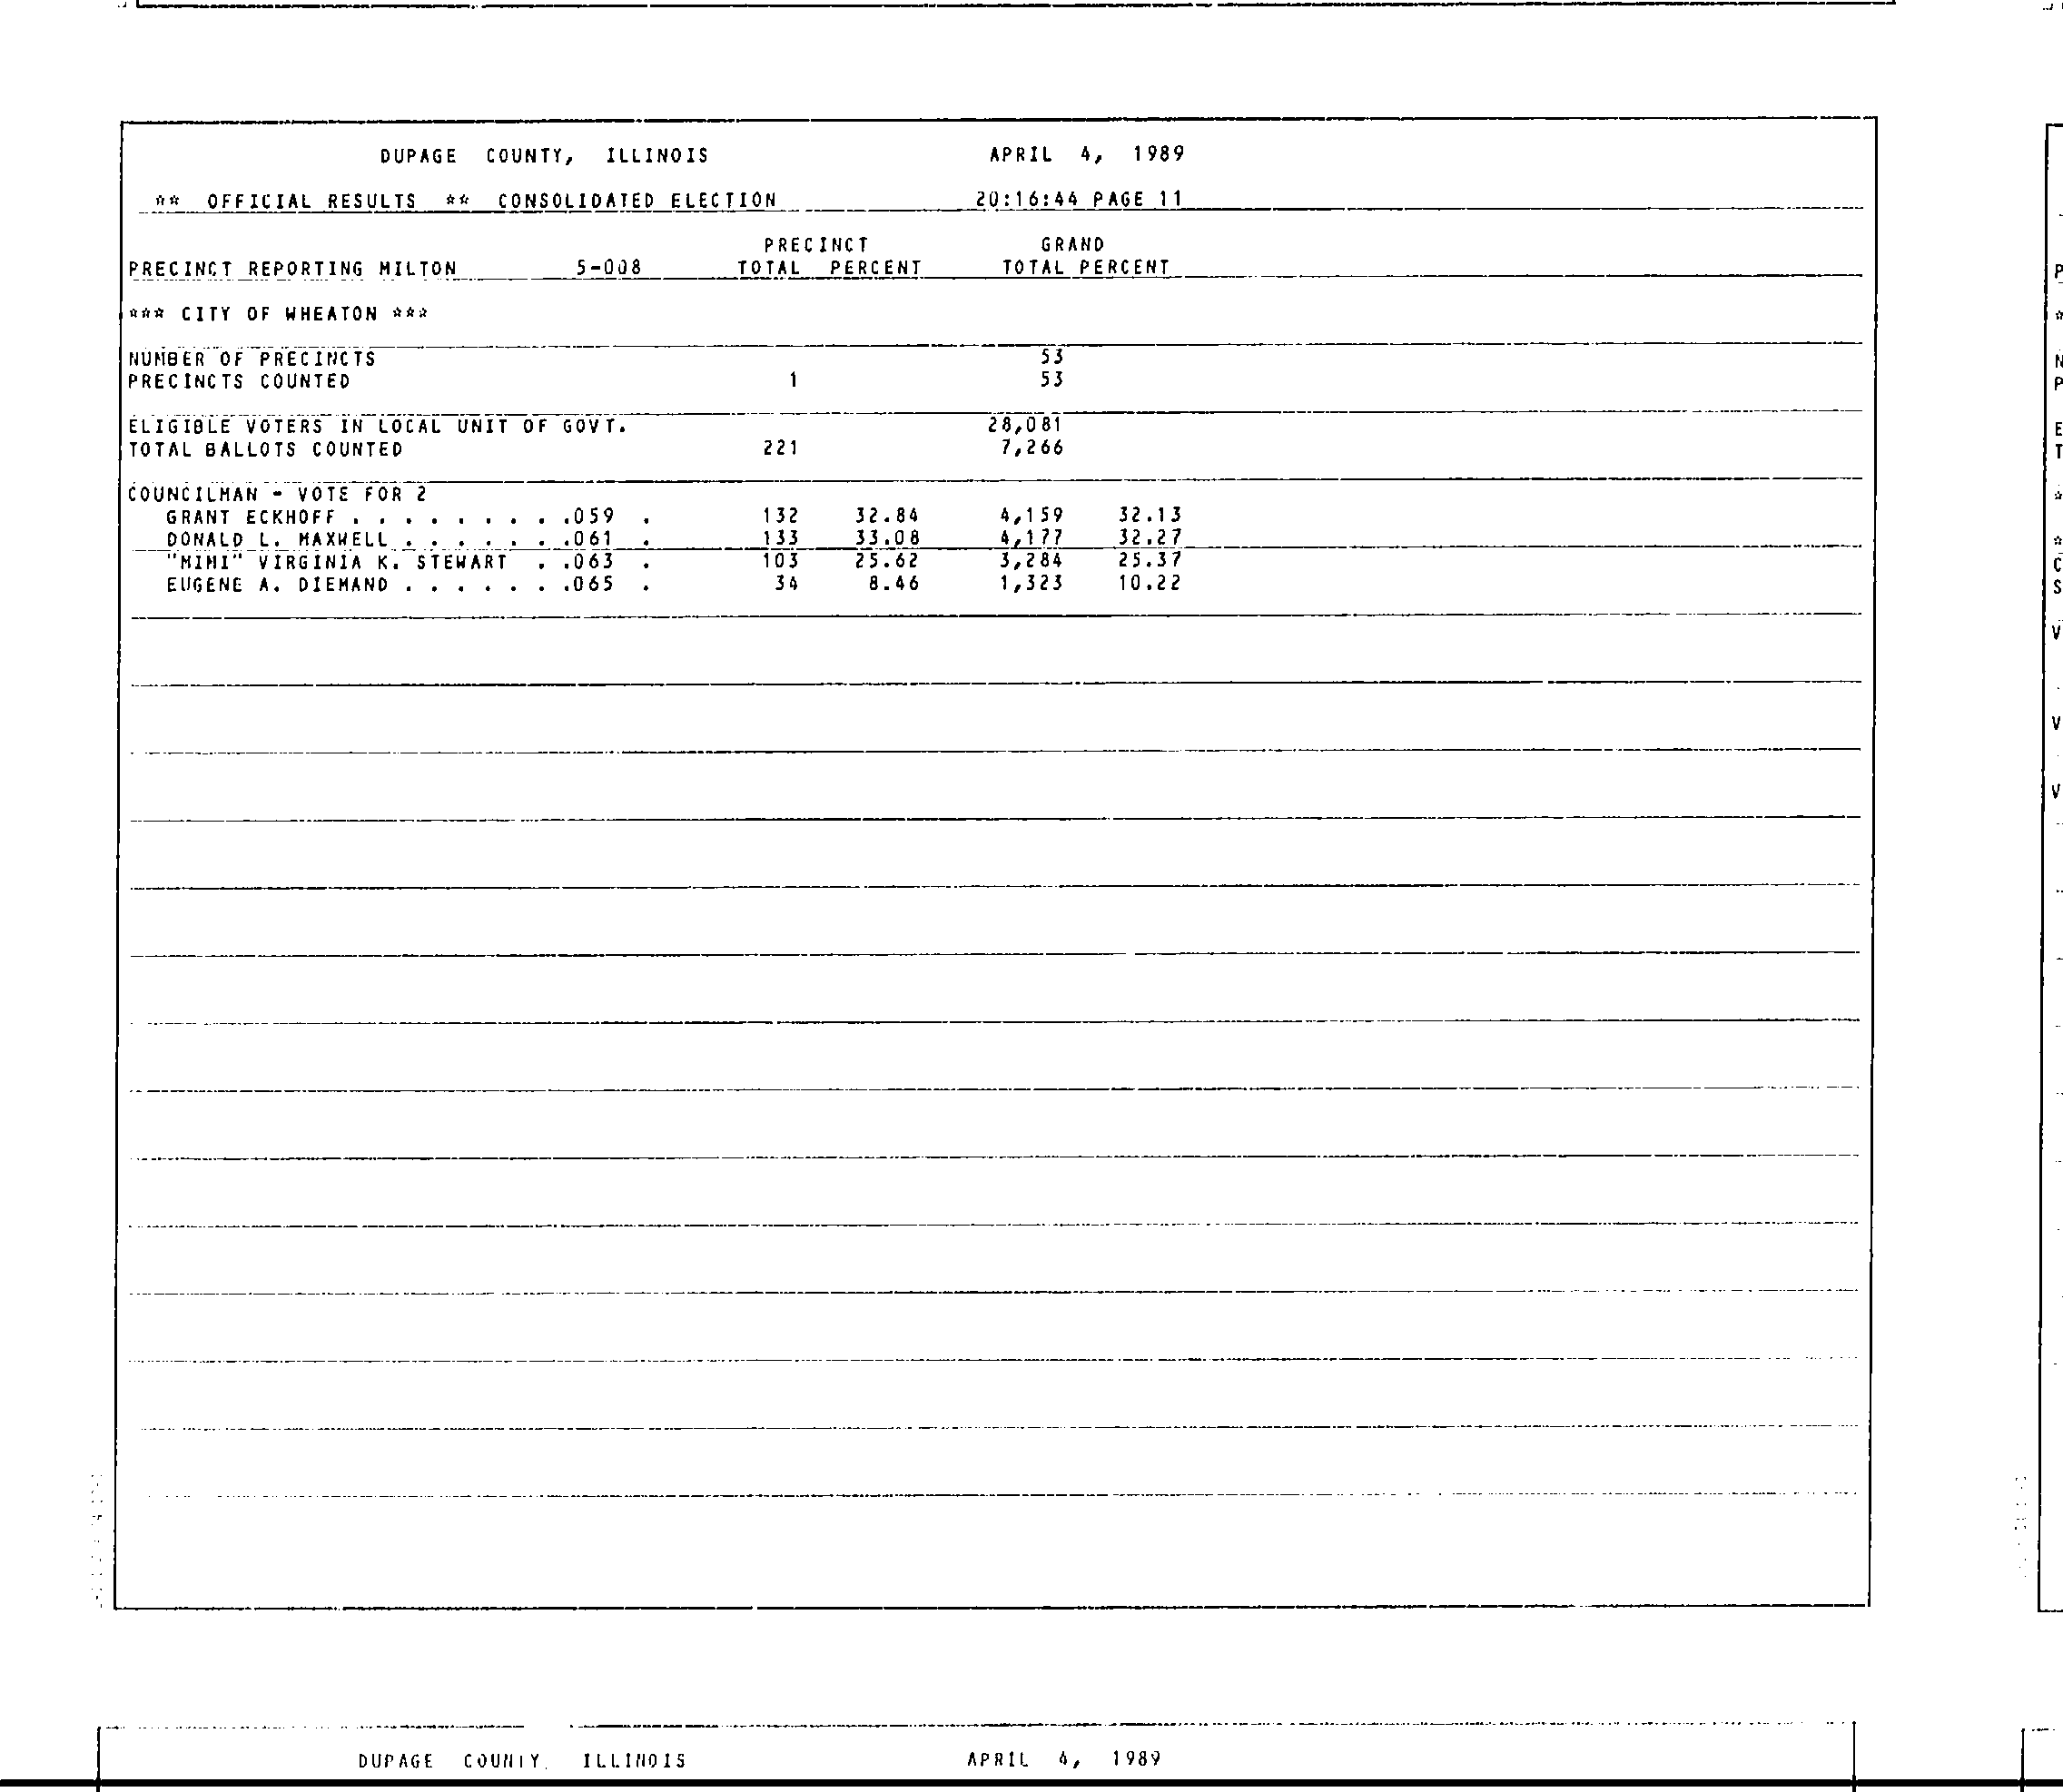 DUPAGE COUNTY, ILLINOIS APRIL 4, 1989
** OFFICIAL RESULTS ** CONSOLIDATED ELECTION 20:16:44 PAGE 11
PRECINCT GRAND
PRECINCT REPORTING MILTON 5-008 TOTAL PERCENT TOTAL PERCENT
*** CITY OF WHEATON ***
NUMBER OF PRECINCTS 53
PRECINCTS COUNTED 1 53
ELIGIBLE VOTERS IN LOCAL UNIT OF GOVT. 28,081
TOTAL BALLOTS COUNTED 221 7,266
COUNCILMAN - VOTE FOR 2
GRANT ECKHOFF . . . . . . . . .059 . 132 32.84 4,159 32.13
DONALD L. MAXWELL . . . . . . .061 . 133 33.08 4,177 32.27
"MIMI" VIRGINIA K. STEWART . .063 . 103 25.62 3,284 25.37
EUGENE A. DIEMAND . . . . . . .065 . 34 8.46 1,323 10.22
DUPAGE COUNTY, ILLINOIS APRIL 4, 1989